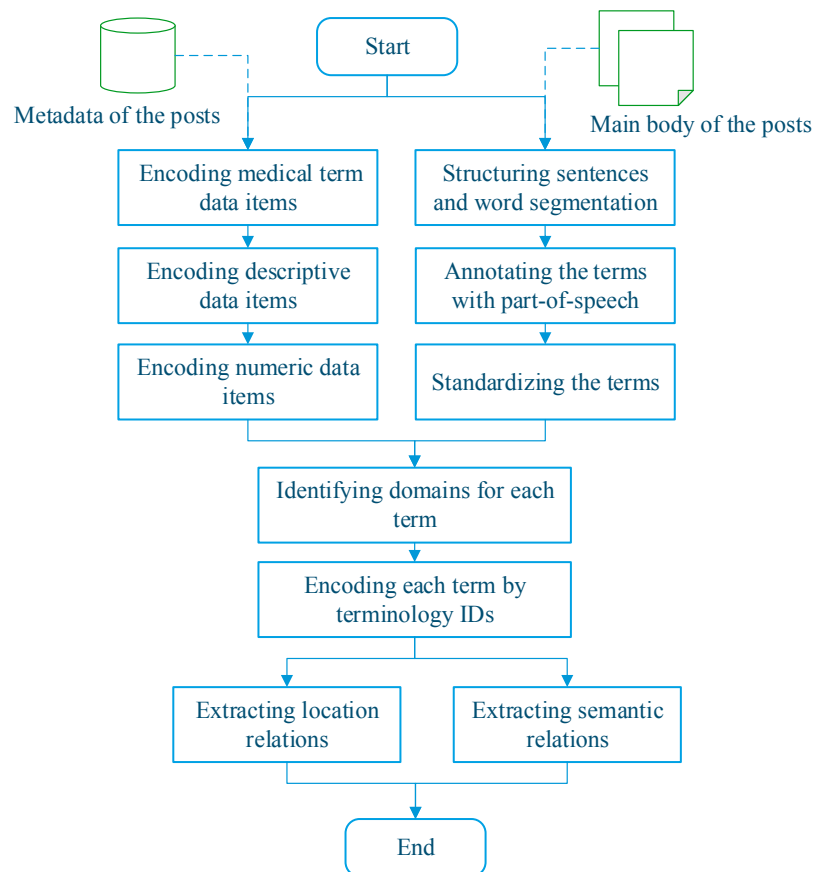 Start
Metadata of the posts
Main body of the posts
Encoding medical term
data items
Structuring sentences
and word segmentation
Encoding descriptive
data items
Annotating the terms
with part-of-speech
Encoding numeric data
items
Standardizing the terms
Identifying domains for each
term
Encoding each term by
terminology IDs
Extracting location
relations
Extracting semantic
relations
End